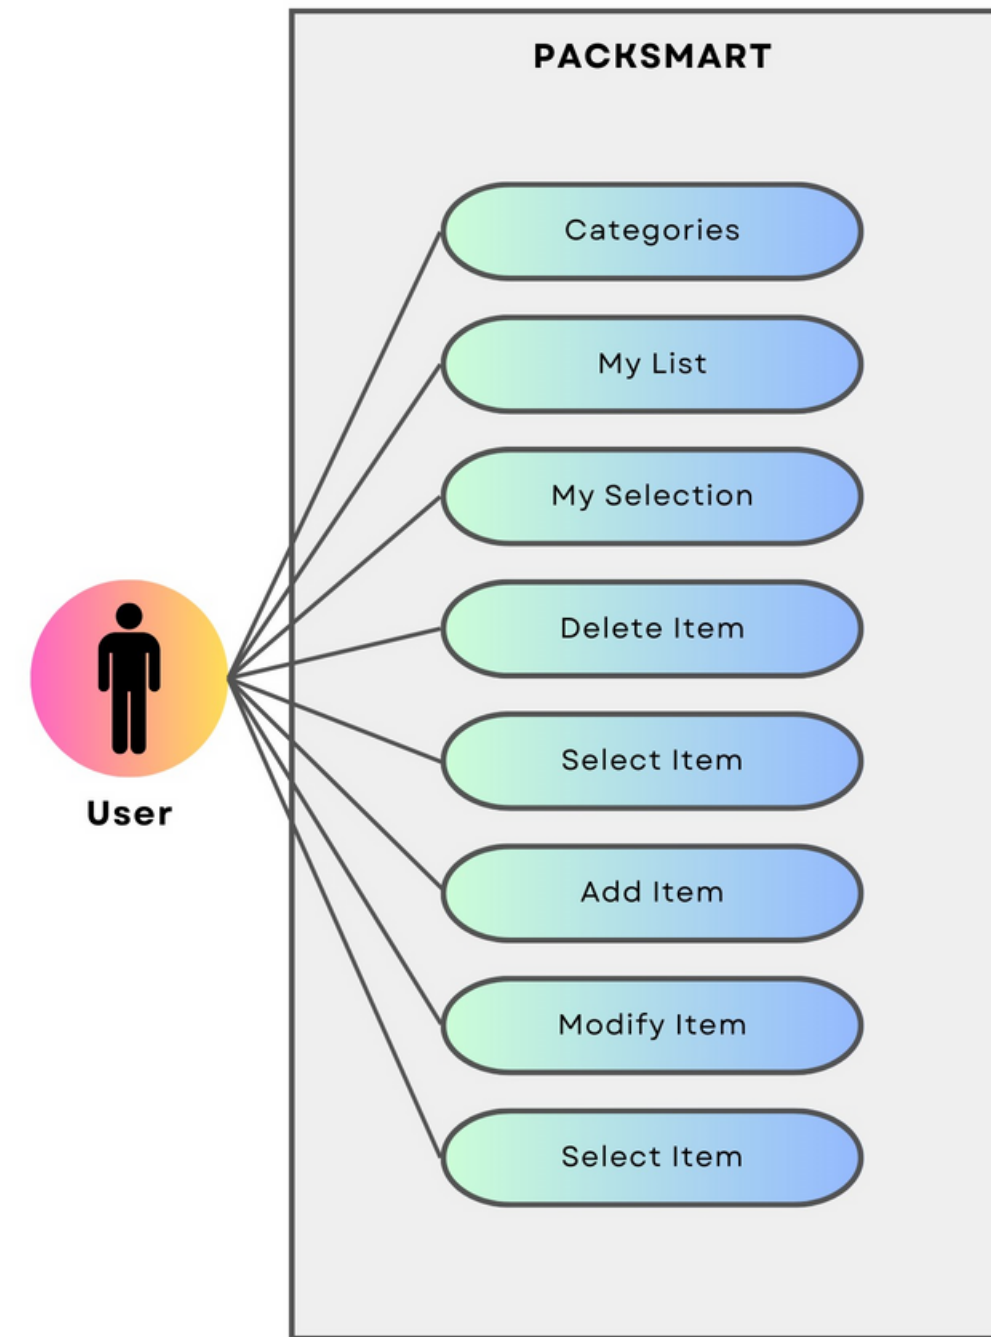 PACKSMART
Categories
My List
My Selection
Delete Item
Select Item
User
Add Item
Modify Item
Select Item